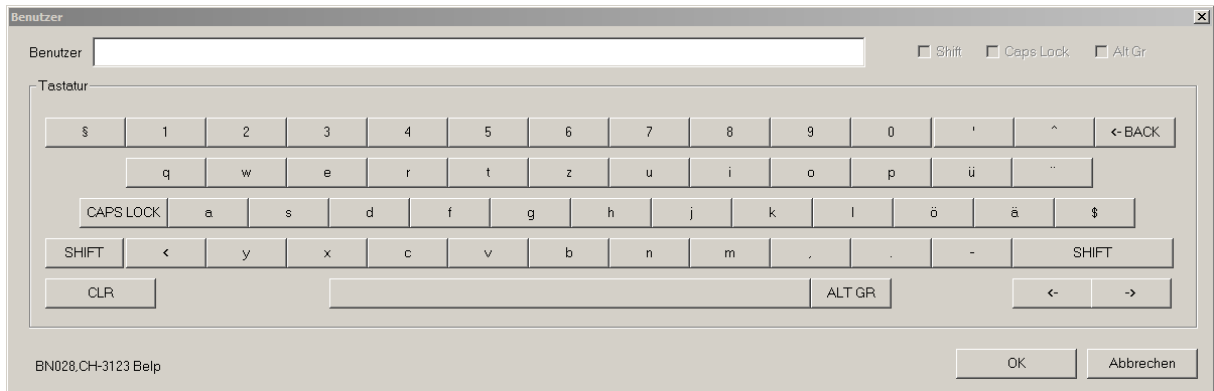 Benutzer
Benutzer Shift Caps Lock Alt Gr
Tastatur
§ 1 2 3 4 5 6 7 8 9 0 ' ^ <- BACK
q w e r t z u i o p ü ¨
CAPS LOCK a s d f g h j k l ö ä $
SHIFT < y x c v b n m , . - SHIFT
CLR ALT GR <- ->
BN028,CH-3123 Belp OK Abbrechen